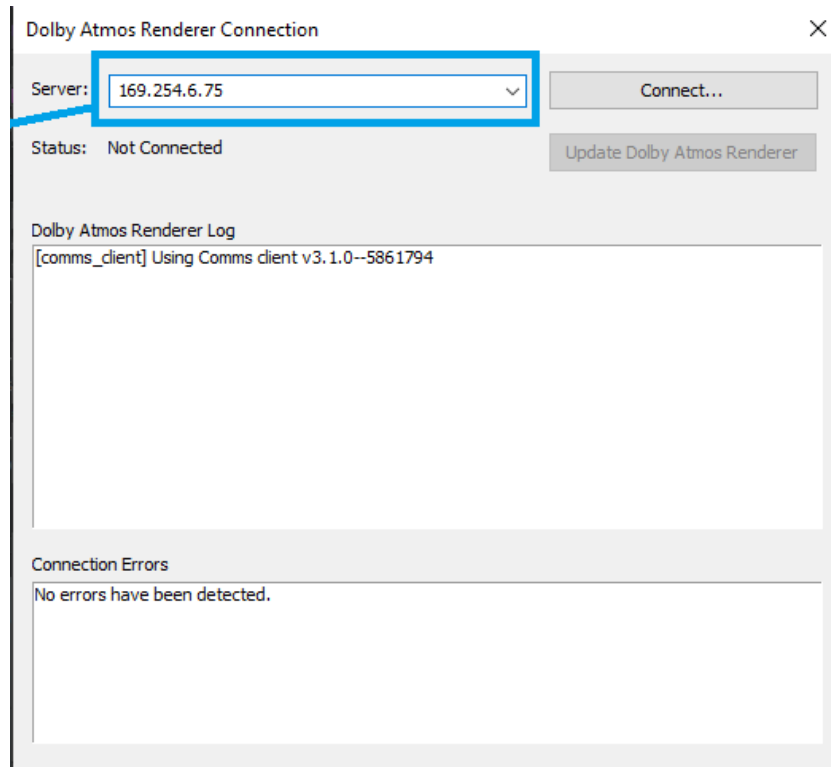 Dolby Atmos Renderer Connection
Server: 169.254.6.75 Connect...
Status: Not Connected Update Dolby Atmos Renderer
Dolby Atmos Renderer Log
[comms_client] Using Comms client v3.1.0--5861794
Connection Errors
No errors have been detected.